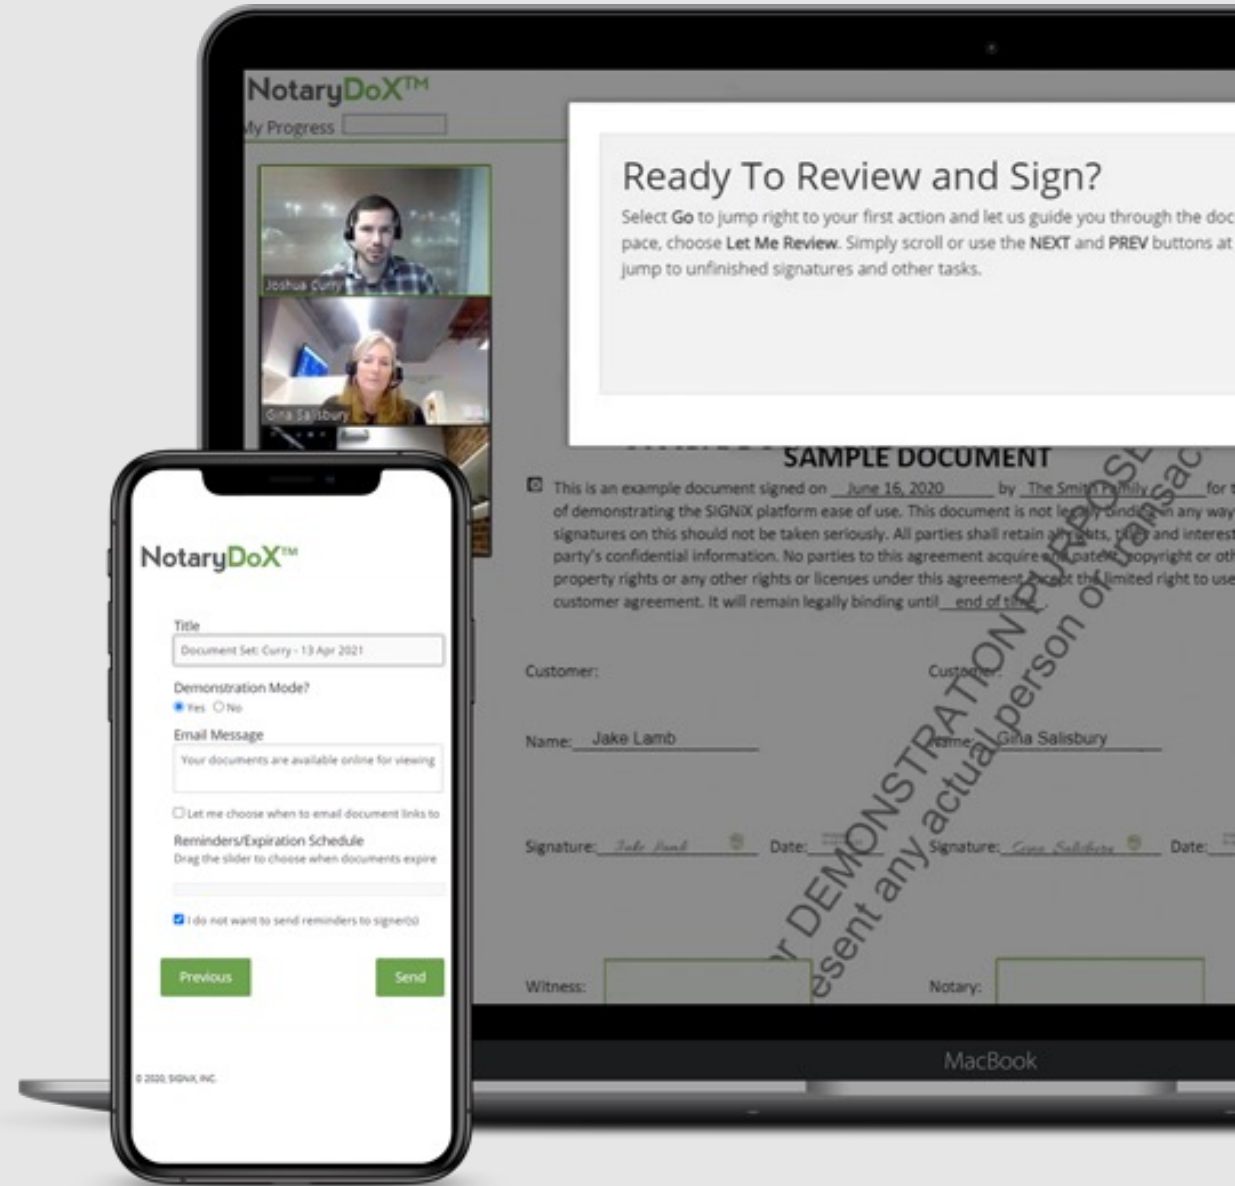 NotaryDoX™
My Progress
Joshua Curry
Gina Salisbury
Ready To Review and Sign?
Select Go to jump right to your first action and let us guide you through the doc
pace, choose Let Me Review. Simply scroll or use the NEXT and PREV buttons at
jump to unfinished signatures and other tasks.
SAMPLE DOCUMENT
This is an example document signed on June 16, 2020 by The Smith Family for t
of demonstrating the SIGNiX platform ease of use. This document is not legally binding in any way
signatures on this should not be taken seriously. All parties shall retain all rights, and interest
party's confidential information. No parties to this agreement acquire any patent, copyright or oth
property rights or any other rights or licenses under this agreement except the limited right to use
customer agreement. It will remain legally binding until end of time.
Customer:
Customer:
Name: Jake Lamb
Name: Gina Salisbury
Signature: Jake Lamb Date:
Signature: Gina Salisbury Date:
Witness:
Notary:
r DEMONSTRATION PURPOSE
esent any actual person or transac
MacBook
NotaryDoX™
Title
Document Set: Curry - 13 Apr 2021
Demonstration Mode?
Yes No
Email Message
Your documents are available online for viewing
Let me choose when to email document links to
Reminders/Expiration Schedule
Drag the slider to choose when documents expire
I do not want to send reminders to signer(s)
Previous
Send
© 2020, SIGNiX, INC.